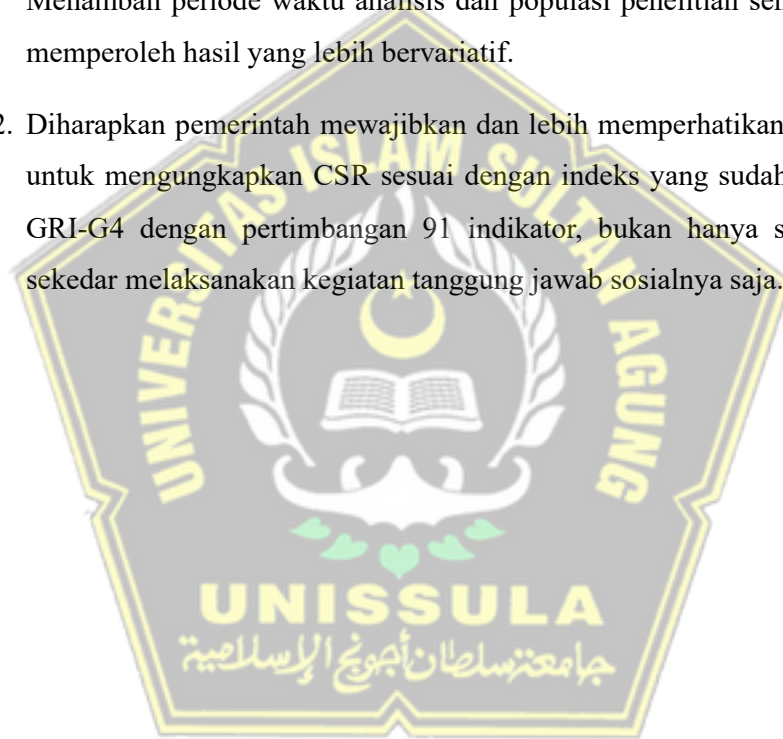 Menambah periode waktu analisis dan populasi penelitian
memperoleh hasil yang lebih bervariatif.
2. Diharapkan pemerintah mewajibkan dan lebih memperhatikan
untuk mengungkapkan CSR sesuai dengan indeks yang sudah
GRI-G4 dengan pertimbangan 91 indikator, bukan hanya
sekedar melaksanakan kegiatan tanggung jawab sosialnya saja.
UNIVERSITAS ISLAM SULTAN AGUNG
UNISSULA
جامعة سلطان أجونج الإسلامية